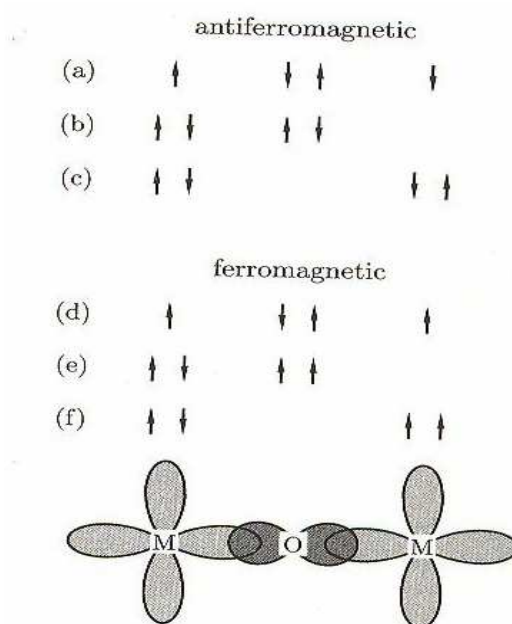 antiferromagnetic
(a)
(b)
(c)
ferromagnetic
(d)
(e)
(f)
M O M